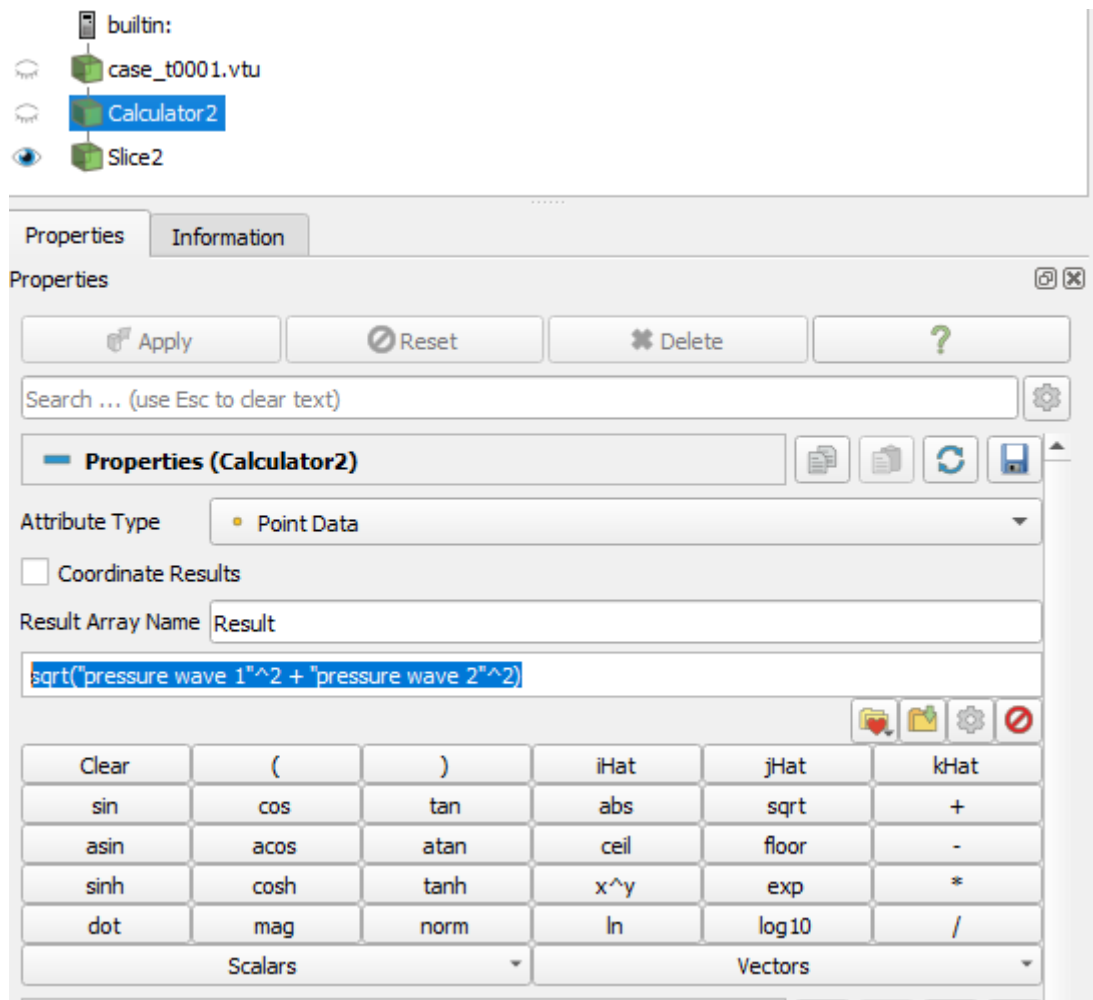 builtin:
case_t0001.vtu
Calculator2
Slice2
Properties Information
Properties
Apply Reset Delete ?
Search ... (use Esc to clear text)
Properties (Calculator2)
Attribute Type Point Data
Coordinate Results
Result Array Name Result
sqrt("pressure wave 1"^2 + "pressure wave 2"^2)
Clear ( ) iHat jHat kHat
sin cos tan abs sqrt +
asin acos atan ceil floor -
sinh cosh tanh x^y exp *
dot mag norm ln log10 /
Scalars Vectors